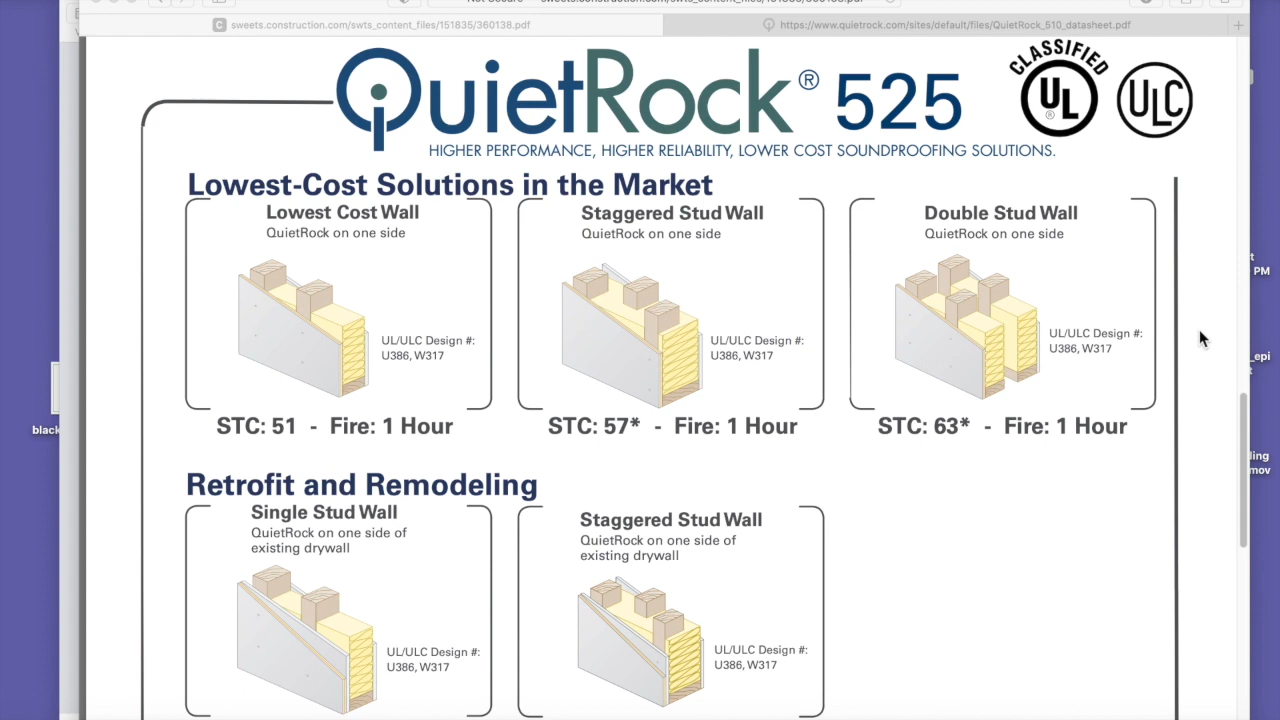 sweets.construction.com/swts_content_files/151835/360138.pdf
https://www.quietrock.com/sites/default/files/QuietRock_510_datasheet.pdf
QuietRock® 525
CLASSIFIED
UL
®
ULC
HIGHER PERFORMANCE, HIGHER RELIABILITY, LOWER COST SOUNDPROOFING SOLUTIONS.
Lowest-Cost Solutions in the Market
Lowest Cost Wall
QuietRock on one side
UL/ULC Design #:
U386, W317
STC: 51 - Fire: 1 Hour
Staggered Stud Wall
QuietRock on one side
UL/ULC Design #:
U386, W317
STC: 57* - Fire: 1 Hour
Double Stud Wall
QuietRock on one side
UL/ULC Design #:
U386, W317
STC: 63* - Fire: 1 Hour
Retrofit and Remodeling
Single Stud Wall
QuietRock on one side of
existing drywall
UL/ULC Design #:
U386, W317
Staggered Stud Wall
QuietRock on one side of
existing drywall
UL/ULC Design #:
U386, W317
black
PM
_epi
mov